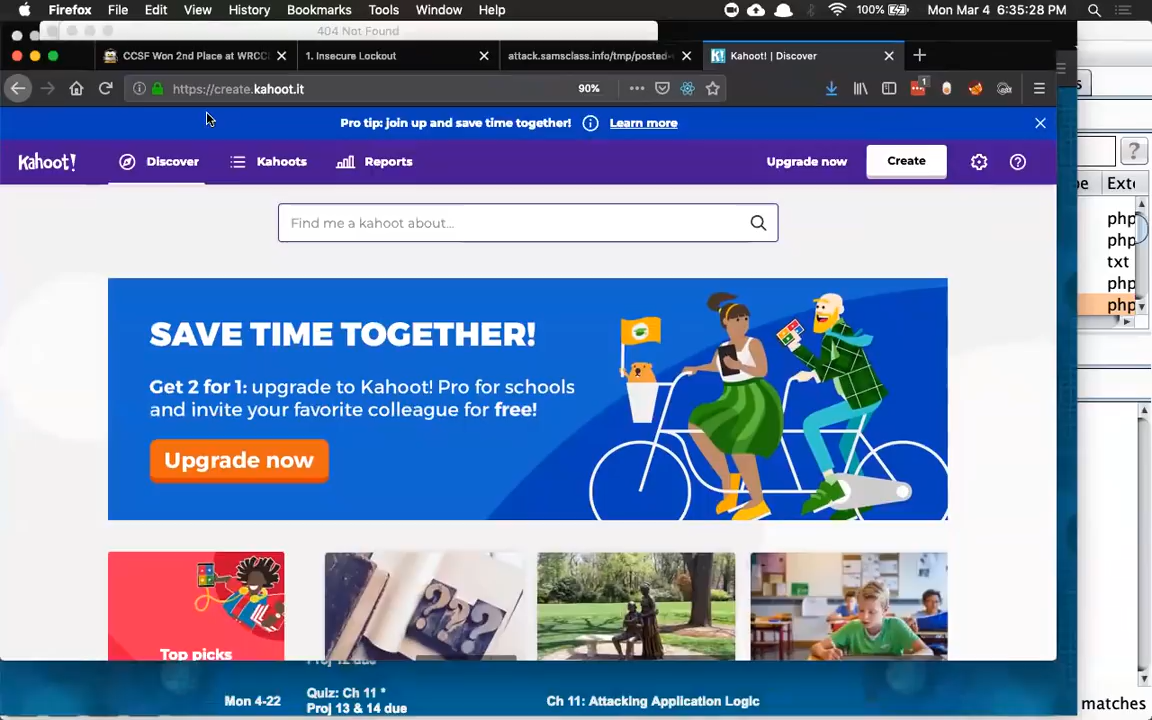 Firefox File Edit View History Bookmarks Tools Window Help 100% Mon Mar 4 6:35:28 PM
404 Not Found
CCSF Won 2nd Place at WRCC
1. Insecure Lockout
attack.samsclass.info/tmp/posted-
Kahoot! | Discover
https://create.kahoot.it 90%
1
Pro tip: join up and save time together! Learn more
Kahoot! Discover Kahoots Reports Upgrade now Create
Find me a kahoot about...
SAVE TIME TOGETHER!
Get 2 for 1: upgrade to Kahoot! Pro for schools
and invite your favorite colleague for free!
Upgrade now
Top picks
???
Exte
php
php
txt
php
php
Proj 12 due
Mon 4-22
Quiz: Ch 11 *
Proj 13 & 14 due
Ch 11: Attacking Application Logic
matches